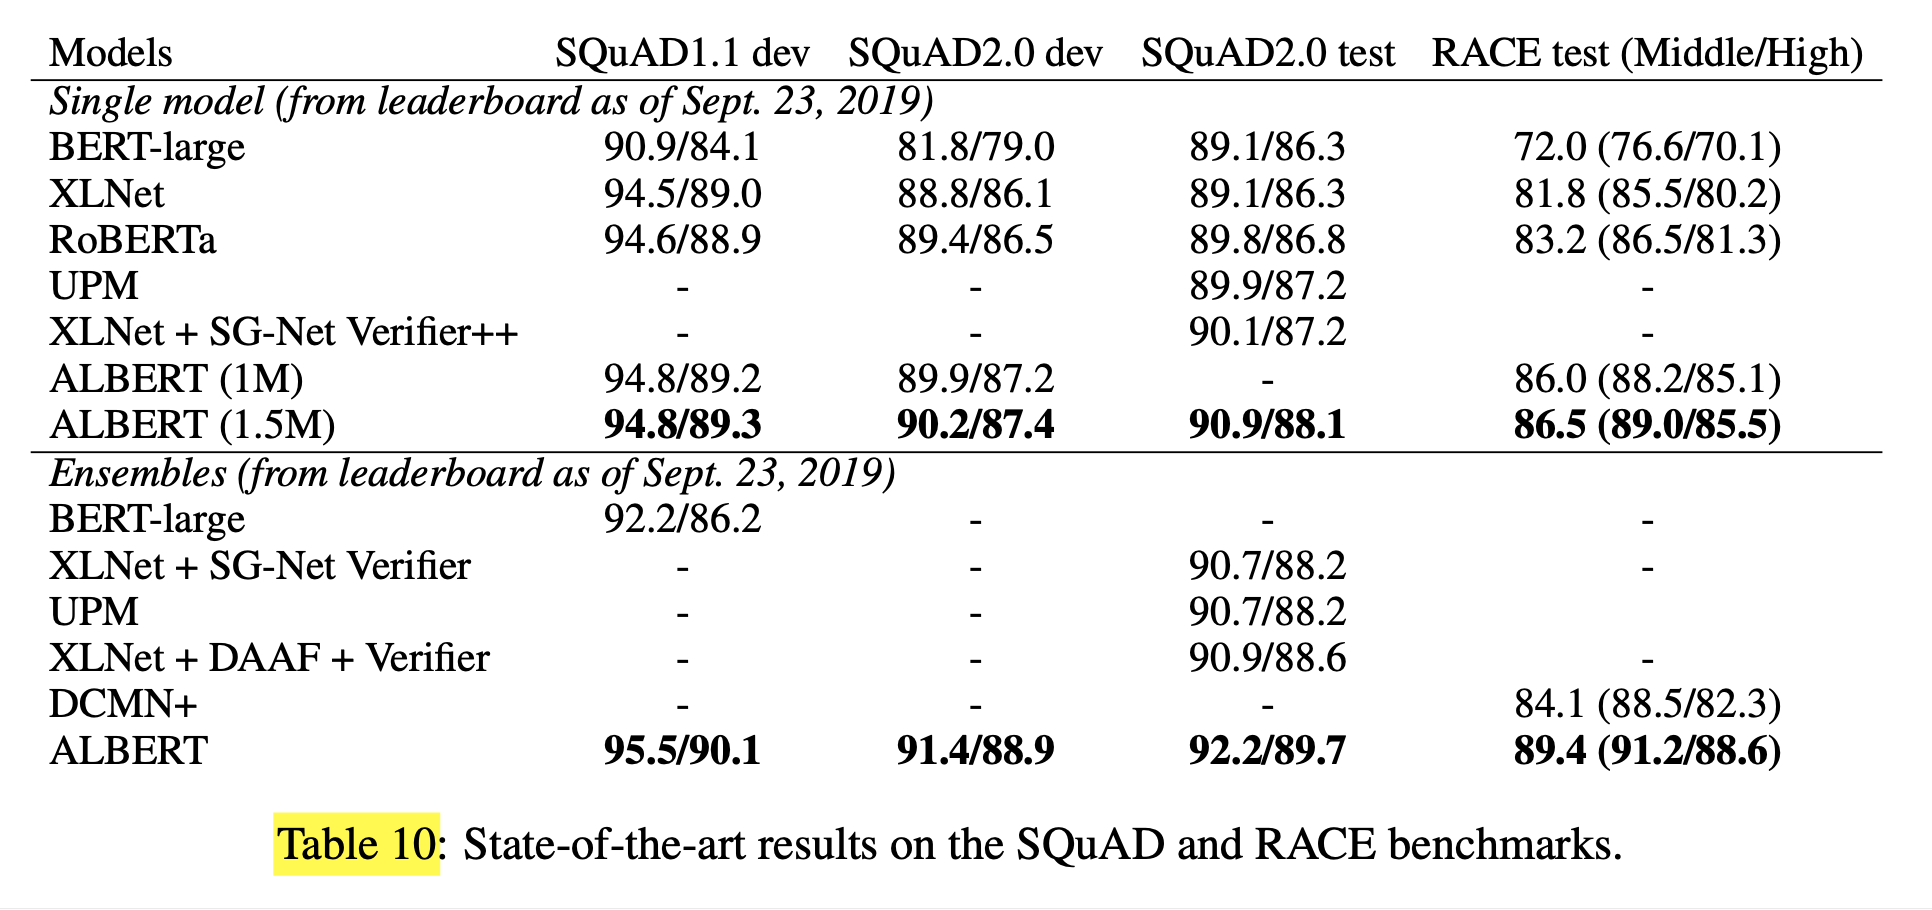 Models SQuAD1.1 dev SQuAD2.0 dev SQuAD2.0 test RACE test (Middle/High)
Single model (from leaderboard as of Sept. 23, 2019)
BERT-large 90.9/84.1 81.8/79.0 89.1/86.3 72.0 (76.6/70.1)
XLNet 94.5/89.0 88.8/86.1 89.1/86.3 81.8 (85.5/80.2)
RoBERTa 94.6/88.9 89.4/86.5 89.8/86.8 83.2 (86.5/81.3)
UPM - - 89.9/87.2 -
XLNet + SG-Net Verifier++ - - 90.1/87.2 -
ALBERT (1M) 94.8/89.2 89.9/87.2 - 86.0 (88.2/85.1)
ALBERT (1.5M) 94.8/89.3 90.2/87.4 90.9/88.1 86.5 (89.0/85.5)
Ensembles (from leaderboard as of Sept. 23, 2019)
BERT-large 92.2/86.2 - - -
XLNet + SG-Net Verifier - - 90.7/88.2 -
UPM - - 90.7/88.2
XLNet + DAAF + Verifier - - 90.9/88.6 -
DCMN+ - - - 84.1 (88.5/82.3)
ALBERT 95.5/90.1 91.4/88.9 92.2/89.7 89.4 (91.2/88.6)
Table 10: State-of-the-art results on the SQuAD and RACE benchmarks.